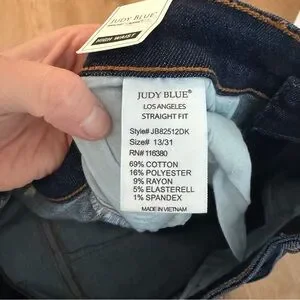 JUDY BLUE
HIGH WAIST
JUDY BLUE®
LOS ANGELES
STRAIGHT FIT
Style# JB82512DK
Size# 13/31
RN# 116380
69% COTTON
16% POLYESTER
9% RAYON
5% ELASTERELL
1% SPANDEX
MADE IN VIETNAM